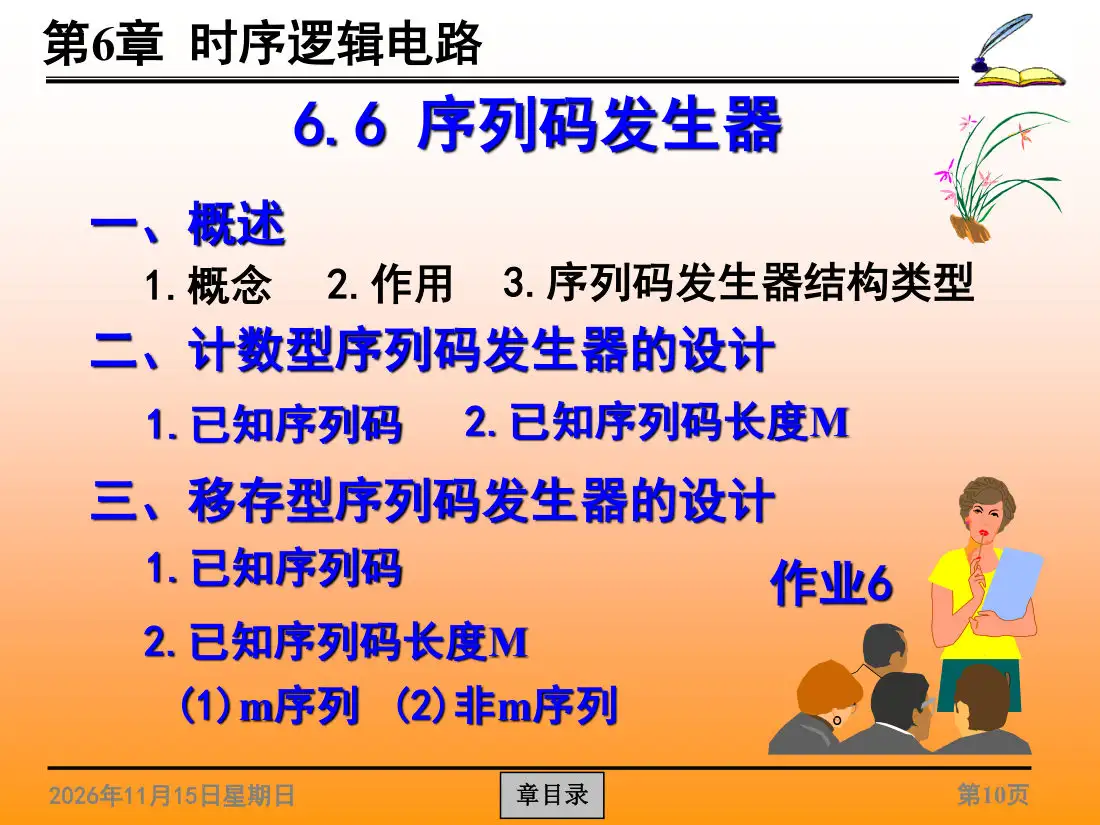 第6章 时序逻辑电路
6.6 序列码发生器
一、概述
1.概念 2.作用 3.序列码发生器结构类型
二、计数型序列码发生器的设计
1.已知序列码 2.已知序列码长度M
三、移存型序列码发生器的设计
1.已知序列码
作业6
2.已知序列码长度M
(1)m序列 (2)非m序列
2026年11月15日星期日 章目录 第10页